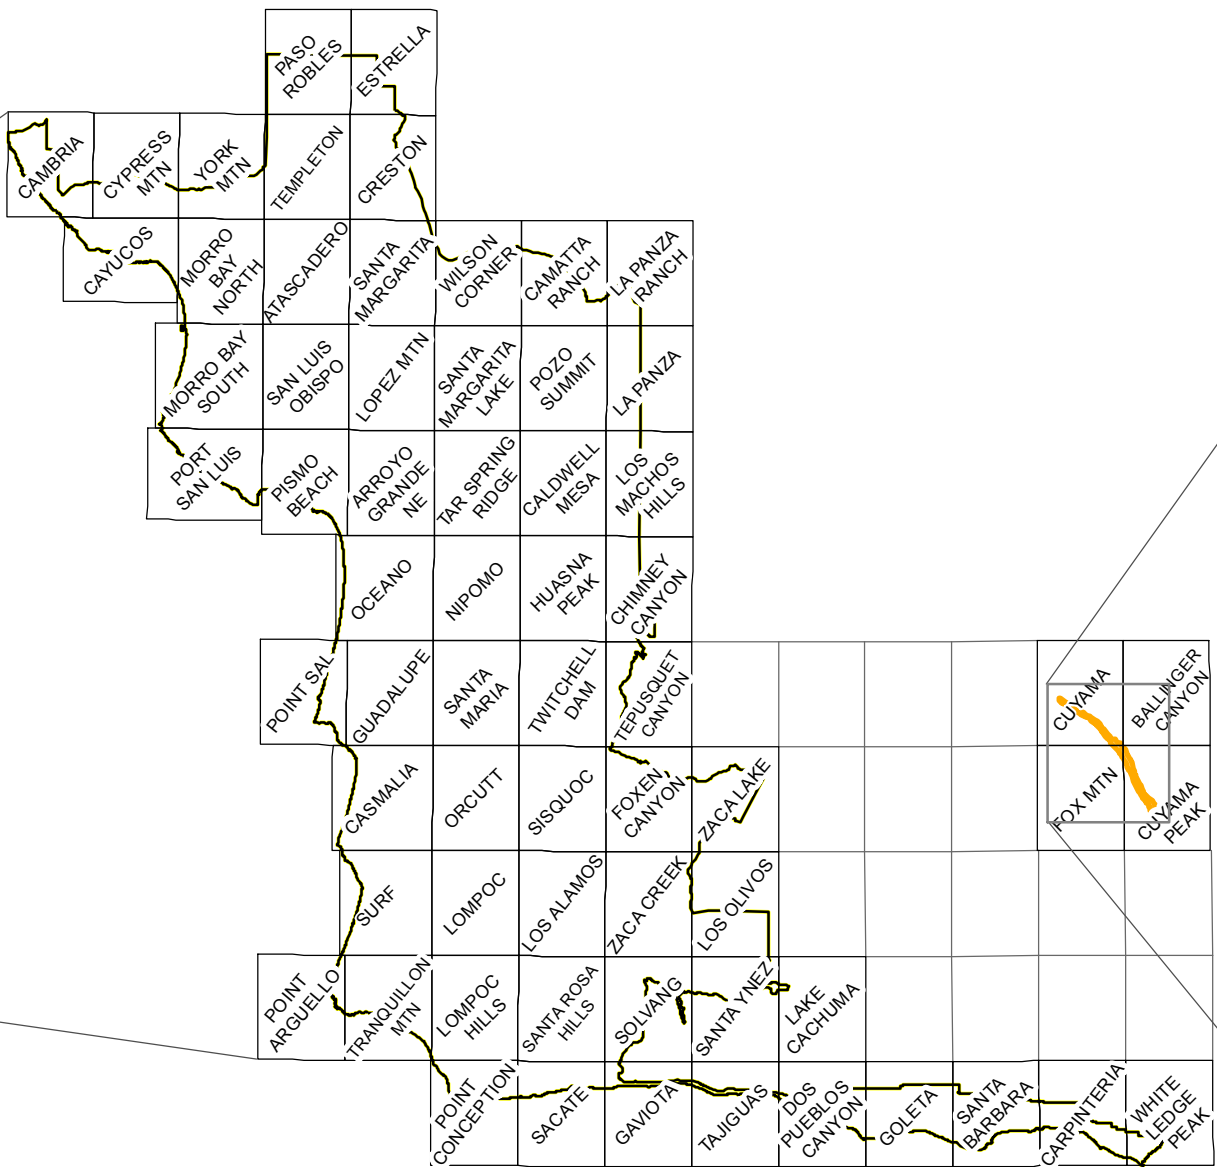 PASO
ROBLES
ESTRELLA
CAMBRIA
CYPRESS
MTN
YORK
MTN
TEMPLETON
CRESTON
CAYUCOS
MORRO
BAY
NORTH
ATASCADERO
SANTA
MARGARITA
WILSON
CORNER
CAMATTA
RANCH
LA PANZA
RANCH
MORRO BAY
SOUTH
SAN LUIS
OBISPO
LOPEZ MTN
SANTA
MARGARITA
LAKE
POZO
SUMMIT
LA PANZA
PORT
SAN LUIS
PISMO
BEACH
ARROYO
GRANDE
NE
TAR SPRING
RIDGE
CALDWELL
MESA
LOS
MACHOS
HILLS
OCEANO
NIPOMO
HUASNA
PEAK
CHIMNEY
CANYON
POINT SAL
GUADALUPE
SANTA
MARIA
TWITCHELL
DAM
TEPUSQUET
CANYON
CUYAMA
BALLINGER
CANYON
CASMALIA
ORCUTT
SISQUOC
FOXEN
CANYON
ZACA LAKE
FOX MTN
CUYAMA
PEAK
SURF
LOMPOC
LOS ALAMOS
ZACA CREEK
LOS OLIVOS
POINT
ARGUELLO
TRANQUILLON
MTN
LOMPOC
HILLS
SANTA ROSA
HILLS
SOLVANG
SANTA YNEZ
LAKE
CACHUMA
POINT
CONCEPTION
SACATE
GAVIOTA
TAJIGUAS
DOS
PUEBLOS
CANYON
GOLETA
SANTA
BARBARA
CARPINTERIA
WHITE
LEDGE
PEAK